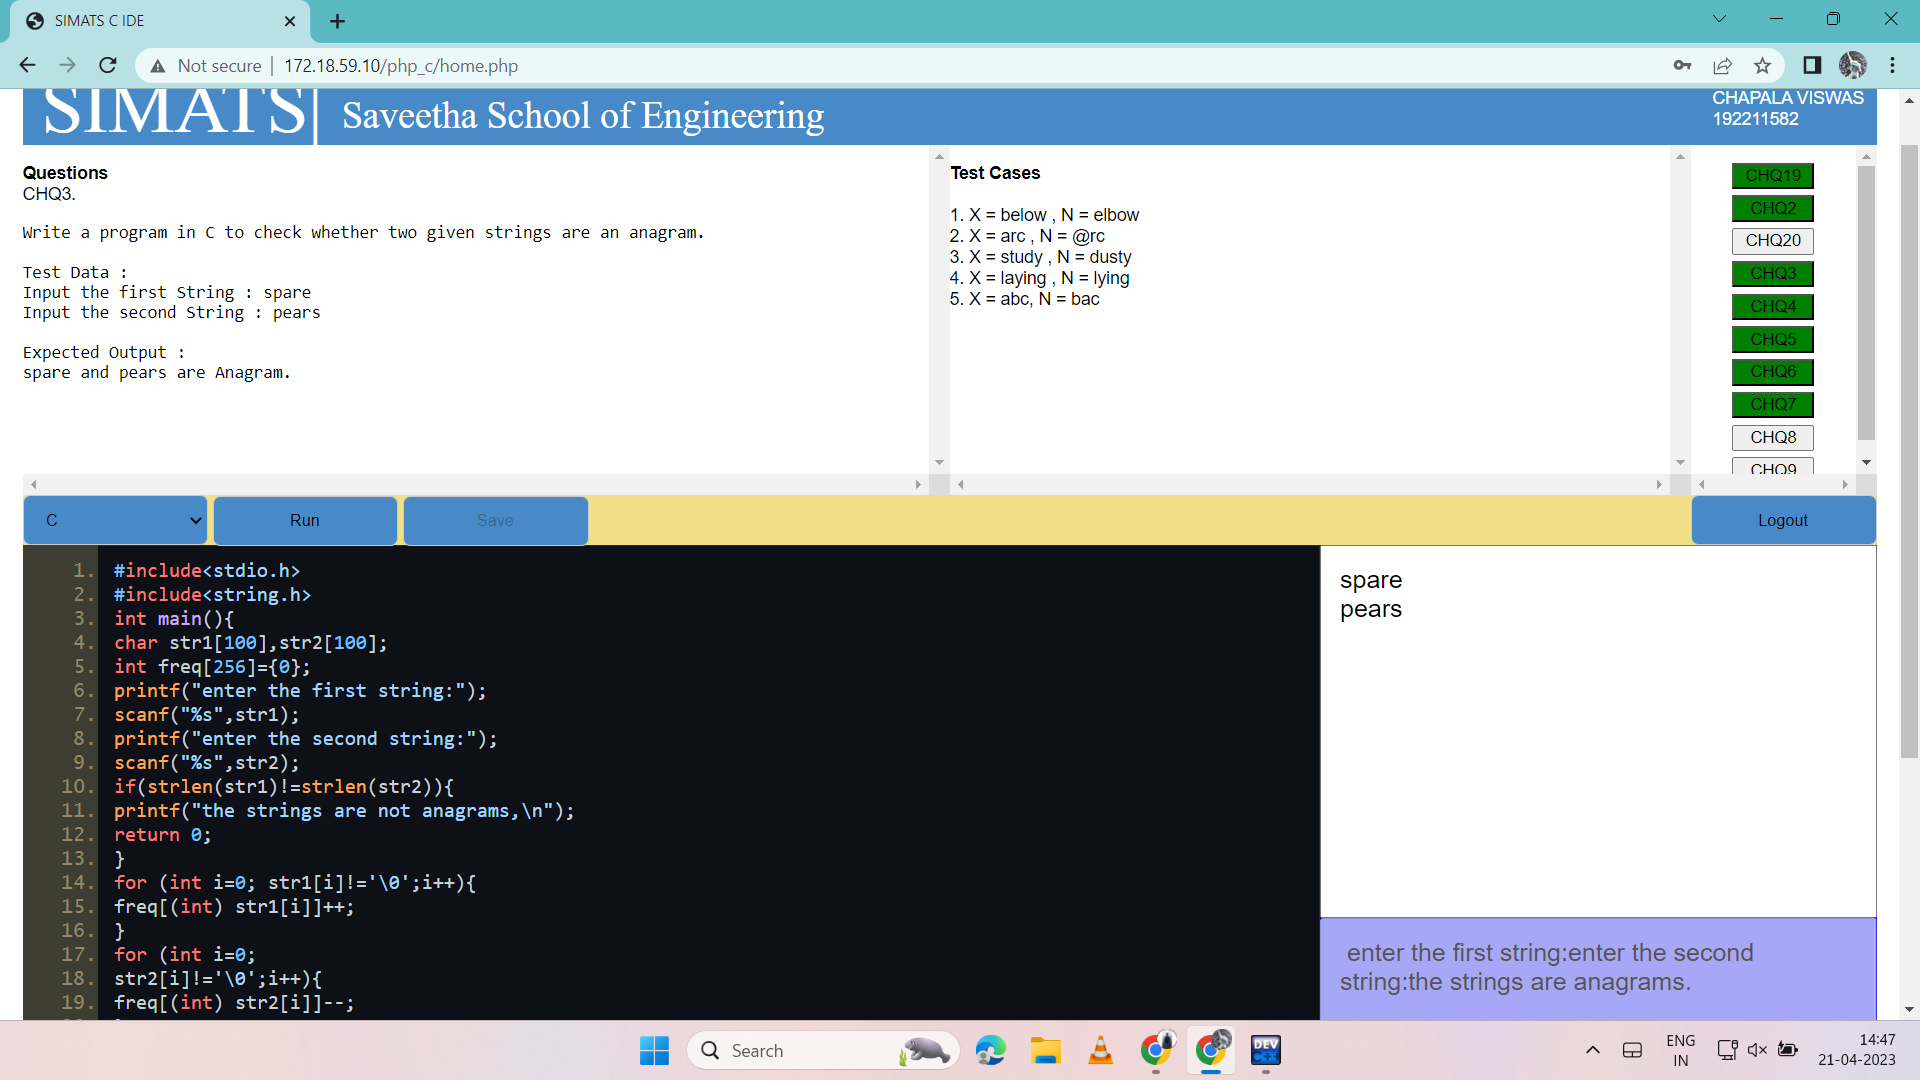 SIMATS C IDE
Not secure | 172.18.59.10/php_c/home.php
SIMATS| Saveetha School of Engineering
CHAPALA VISWAS
192211582
Questions
CHQ3.
Write a program in C to check whether two given strings are an anagram.
Test Data :
Input the first String : spare
Input the second String : pears
Expected Output :
spare and pears are Anagram.
Test Cases
1. X = below , N = elbow
2. X = arc , N = @rc
3. X = study , N = dusty
4. X = laying , N = lying
5. X = abc, N = bac
CHQ19
CHQ2
CHQ20
CHQ3
CHQ4
CHQ5
CHQ6
CHQ7
CHQ8
CHQ9
C
Run
Save
Logout
1. #include<stdio.h>
2. #include<string.h>
3. int main(){
4. char str1[100],str2[100];
5. int freq[256]={0};
6. printf("enter the first string:");
7. scanf("%s",str1);
8. printf("enter the second string:");
9. scanf("%s",str2);
10. if(strlen(str1)!=strlen(str2)){
11. printf("the strings are not anagrams,\n");
12. return 0;
13. }
14. for (int i=0; str1[i]!='\0';i++){
15. freq[(int) str1[i]]++;
16. }
17. for (int i=0;
18. str2[i]!='\0';i++){
19. freq[(int) str2[i]]--;
spare
pears
enter the first string:enter the second
string:the strings are anagrams.
Search
DEV
C++
ENG
IN
14:47
21-04-2023